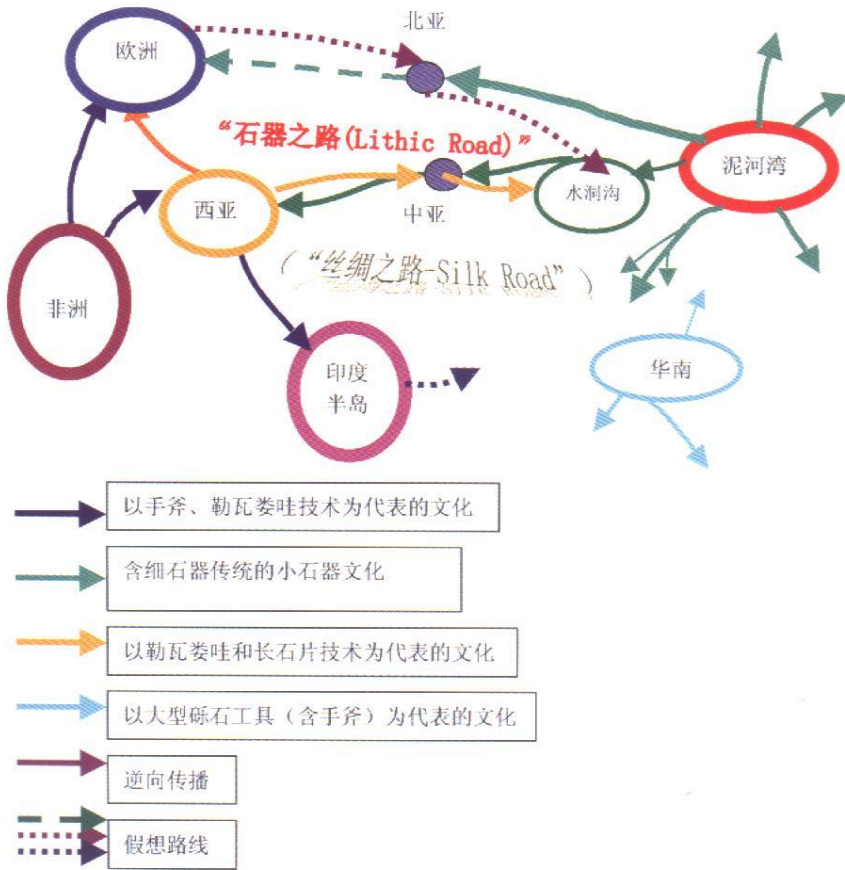 北亚
欧洲
“石器之路(Lithic Road)”
泥河湾
水洞沟
西亚
中亚
(“丝绸之路-Silk Road”)
非洲
印度
半岛
华南
以手斧、勒瓦娄哇技术为代表的文化
含细石器传统的小石器文化
以勒瓦娄哇和长石片技术为代表的文化
以大型砾石工具（含手斧）为代表的文化
逆向传播
假想路线